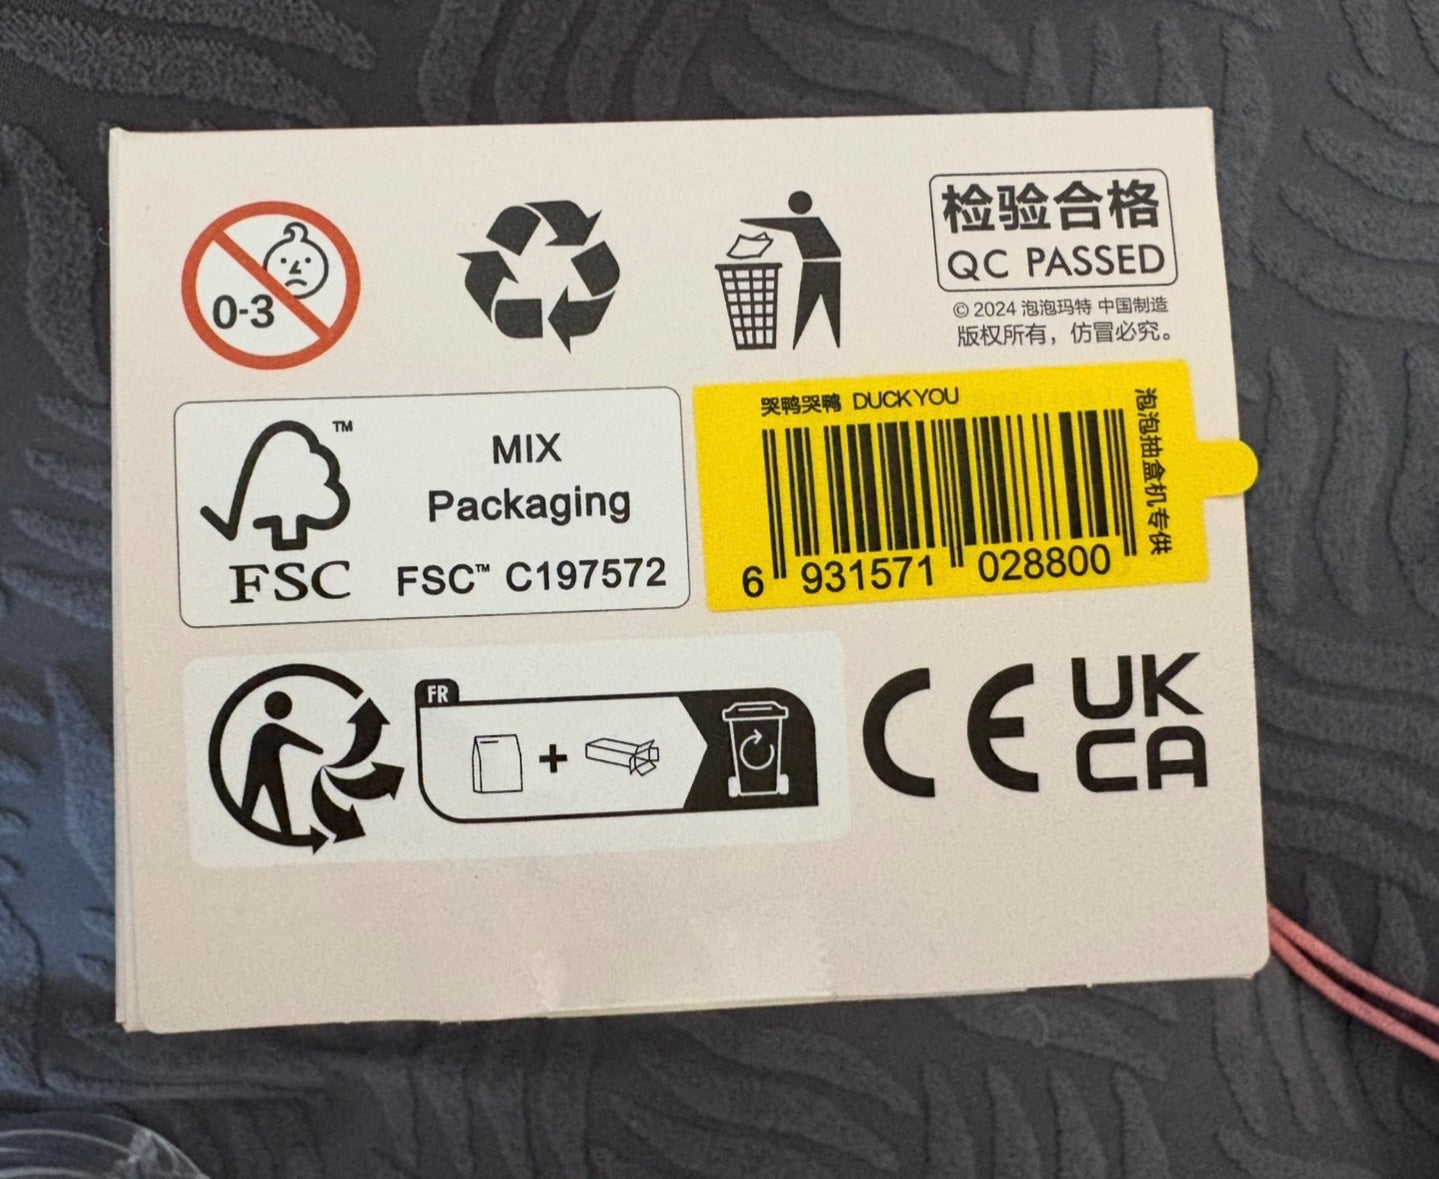 0-3
检验合格
QC PASSED
© 2024 泡泡玛特 中国制造
版权所有，仿冒必究。
TM
FSC
MIX
Packaging
FSC™ C197572
哭鸭哭鸭 DUCKYOU
6 931571 028800
泡泡抽盒机专供
FR
CE
UK
CA